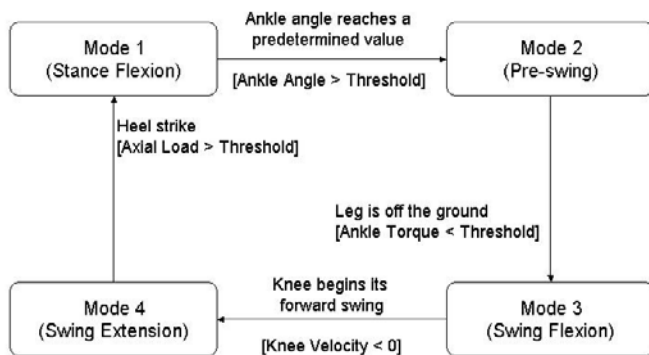 Ankle angle reaches a
predetermined value
Mode 1
(Stance Flexion)
Mode 2
(Pre-swing)
[Ankle Angle > Threshold]
Heel strike
[Axial Load > Threshold]
Leg is off the ground
[Ankle Torque < Threshold]
Knee begins its
forward swing
Mode 4
(Swing Extension)
Mode 3
(Swing Flexion)
[Knee Velocity < 0]